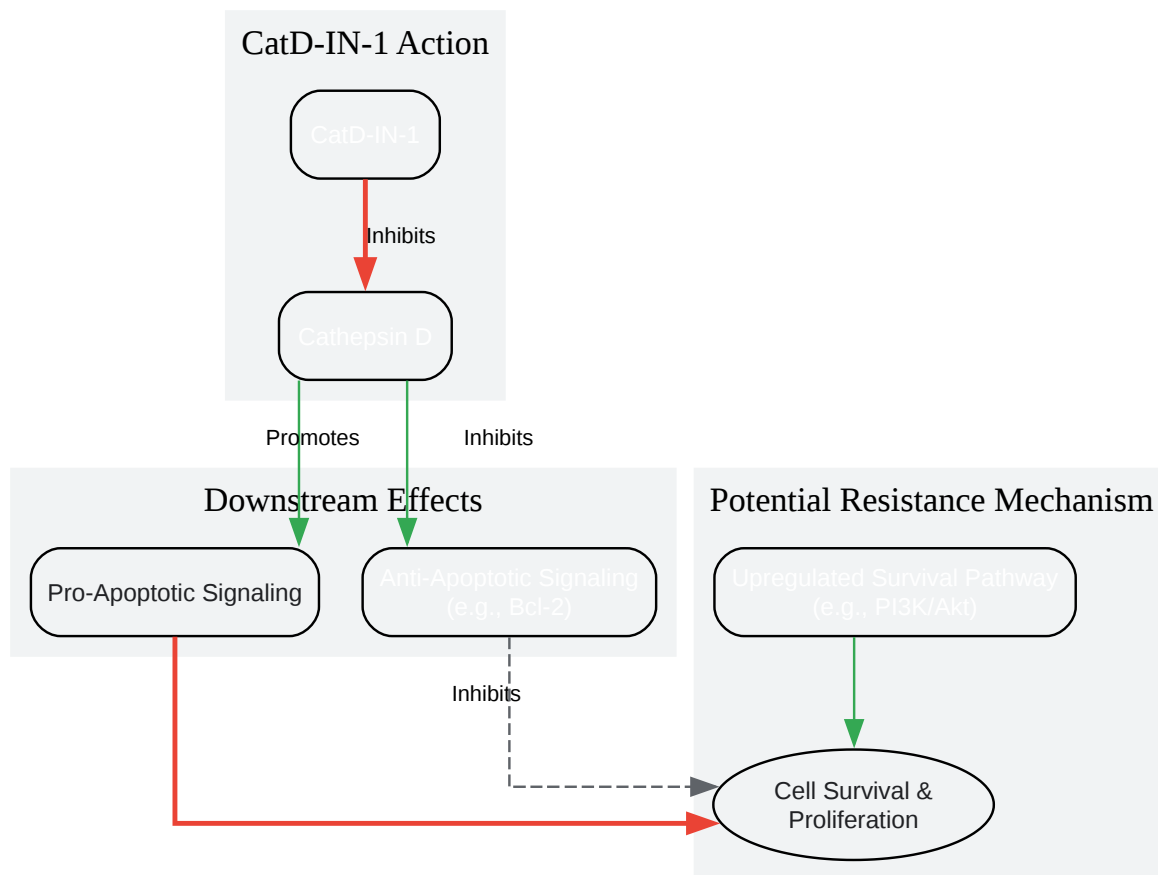 CatD-IN-1 Action
CatD-IN-1
Inhibits
Cathepsin D
Promotes
Inhibits
Downstream Effects
Potential Resistance Mechanism
Pro-Apoptotic Signaling
Anti-Apoptotic Signaling
(e.g., Bcl-2)
Upregulated Survival Pathway
(e.g., PI3K/Akt)
Inhibits
Cell Survival &
Proliferation